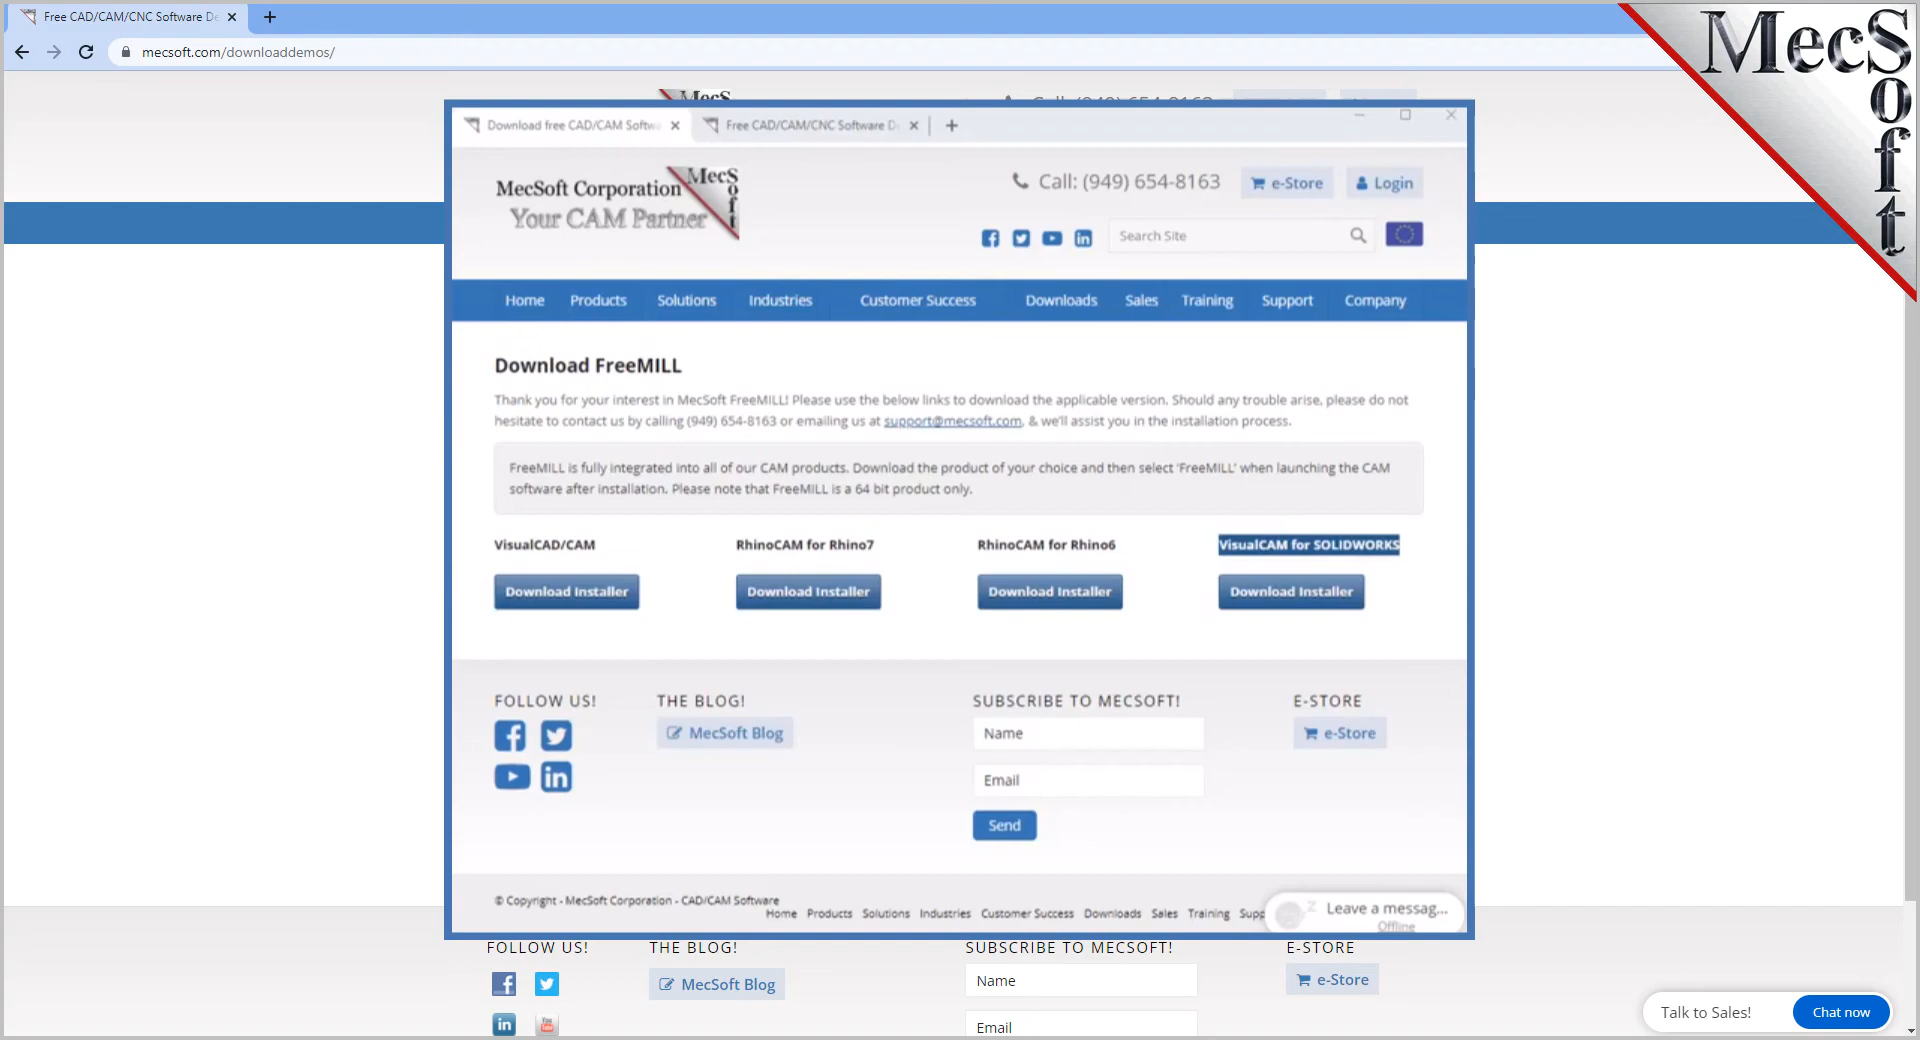 Free CAD/CAM/CNC Software De
mecsoft.com/downloaddemos/
MecSoft
Download free CAD/CAM Softwa
Free CAD/CAM/CNC Software D
MecSoft Corporation
MecSoft
Your CAM Partner
Call: (949) 654-8163
e-Store
Login
Search Site
Home Products Solutions Industries Customer Success Downloads Sales Training Support Company
Download FreeMILL
Thank you for your interest in MecSoft FreeMILL! Please use the below links to download the applicable version. Should any trouble arise, please do not
hesitate to contact us by calling (949) 654-8163 or emailing us at support@mecsoft.com, & we'll assist you in the installation process.
FreeMILL is fully integrated into all of our CAM products. Download the product of your choice and then select 'FreeMILL' when launching the CAM
software after installation. Please note that FreeMILL is a 64 bit product only.
VisualCAD/CAM RhinoCAM for Rhino7 RhinoCAM for Rhino6 VisualCAM for SOLIDWORKS
Download Installer Download Installer Download Installer Download Installer
FOLLOW US! THE BLOG! SUBSCRIBE TO MECSOFT! E-STORE
MecSoft Blog
Name
e-Store
Email
Send
© Copyright - MecSoft Corporation - CAD/CAM Software
Home Products Solutions Industries Customer Success Downloads Sales Training Supp
Leave a messag...
Offline
FOLLOW US! THE BLOG! SUBSCRIBE TO MECSOFT! E-STORE
MecSoft Blog
Name
e-Store
Email
Talk to Sales!
Chat now